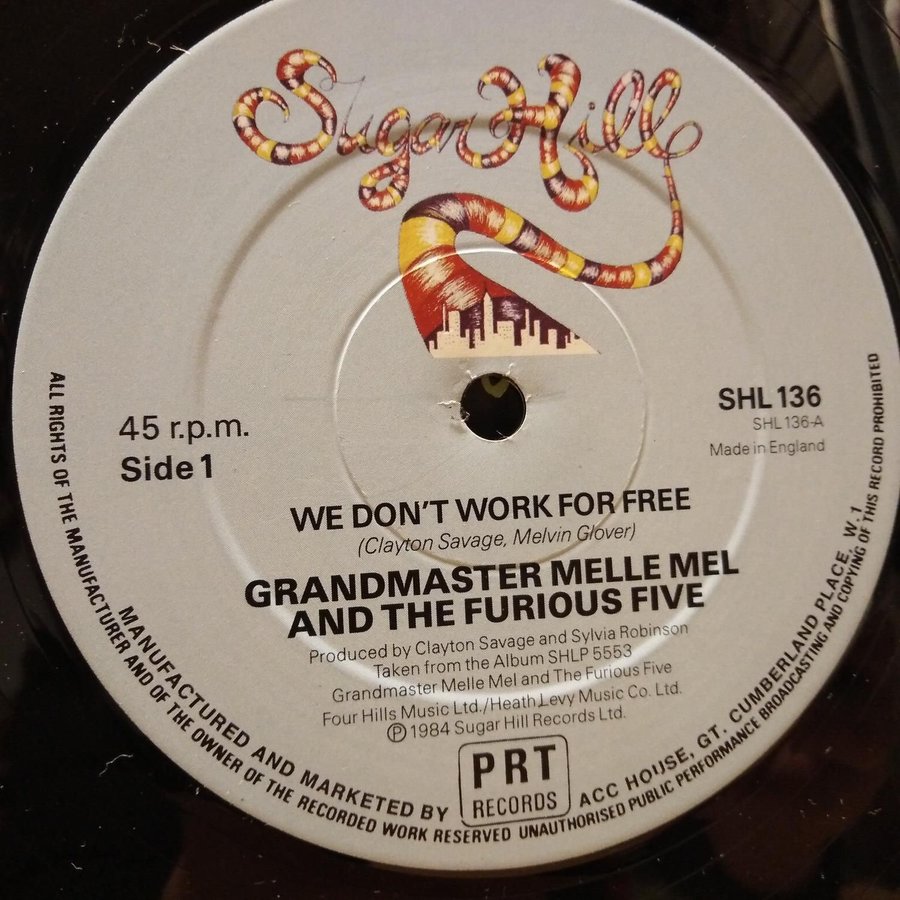 Sugar Hill
45 r.p.m.
Side 1
SHL 136
SHL 136-A
Made in England
WE DON'T WORK FOR FREE
(Clayton Savage, Melvin Glover)
GRANDMASTER MELLE MEL
AND THE FURIOUS FIVE
Produced by Clayton Savage and Sylvia Robinson
Taken from the Album SHLP 5553
Grandmaster Melle Mel and The Furious Five
Four Hills Music Ltd./Heath Levy Music Co. Ltd.
Ⓟ 1984 Sugar Hill Records Ltd.
MANUFACTURED AND MARKETED BY PRT RECORDS ACC HOUSE, GT. CUMBERLAND PLACE, W.1
ALL RIGHTS OF THE MANUFACTURER AND OF THE OWNER OF THE RECORDED WORK RESERVED UNAUTHORISED PUBLIC PERFORMANCE BROADCASTING AND COPYING OF THIS RECORD PROHIBITED